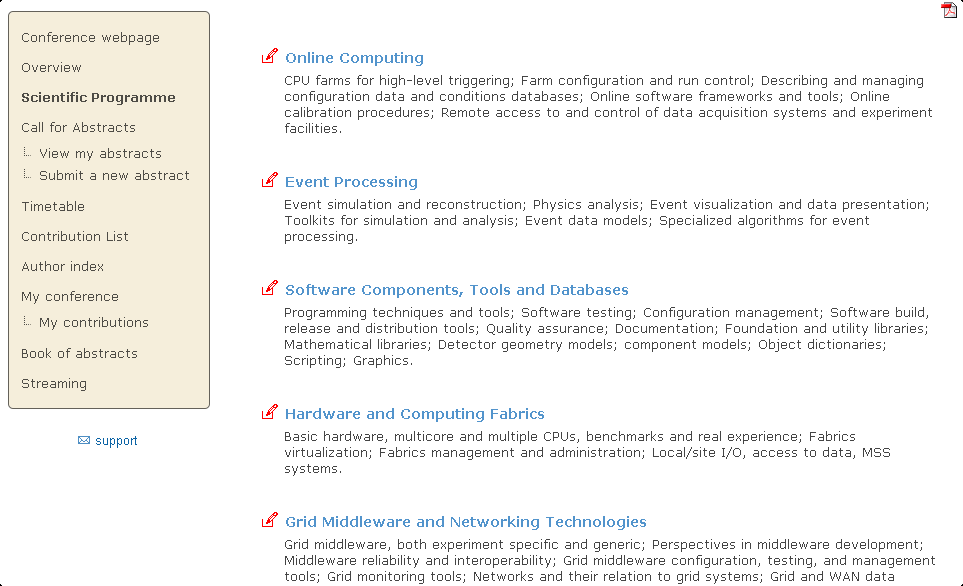 Conference webpage
Overview
Scientific Programme
Call for Abstracts
View my abstracts
Submit a new abstract
Timetable
Contribution List
Author index
My conference
My contributions
Book of abstracts
Streaming
support
Online Computing
CPU farms for high-level triggering; Farm configuration and run control; Describing and managing
configuration data and conditions databases; Online software frameworks and tools; Online
calibration procedures; Remote access to and control of data acquisition systems and experiment
facilities.
Event Processing
Event simulation and reconstruction; Physics analysis; Event visualization and data presentation;
Toolkits for simulation and analysis; Event data models; Specialized algorithms for event
processing.
Software Components, Tools and Databases
Programming techniques and tools; Software testing; Configuration management; Software build,
release and distribution tools; Quality assurance; Documentation; Foundation and utility libraries;
Mathematical libraries; Detector geometry models; component models; Object dictionaries;
Scripting; Graphics.
Hardware and Computing Fabrics
Basic hardware, multicore and multiple CPUs, benchmarks and real experience; Fabrics
virtualization; Fabrics management and administration; Local/site I/O, access to data, MSS
systems.
Grid Middleware and Networking Technologies
Grid middleware, both experiment specific and generic; Perspectives in middleware development;
Middleware reliability and interoperability; Grid middleware configuration, testing, and management
tools; Grid monitoring tools; Networks and their relation to grid systems; Grid and WAN data